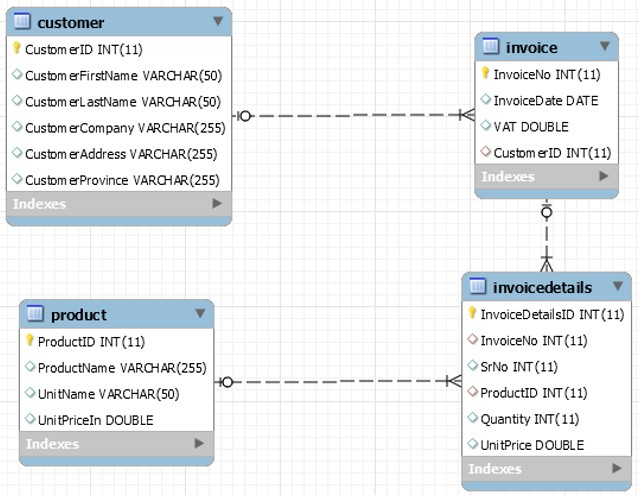 customer
CustomerID INT(11)
CustomerFirstName VARCHAR(50)
CustomerLastName VARCHAR(50)
CustomerCompany VARCHAR(255)
CustomerAddress VARCHAR(255)
CustomerProvince VARCHAR(255)
Indexes
invoice
InvoiceNo INT(11)
InvoiceDate DATE
VAT DOUBLE
CustomerID INT(11)
Indexes
product
ProductID INT(11)
ProductName VARCHAR(255)
UnitName VARCHAR(50)
UnitPriceIn DOUBLE
Indexes
invoicedetails
InvoiceDetailsID INT(11)
InvoiceNo INT(11)
SrNo INT(11)
ProductID INT(11)
Quantity INT(11)
UnitPrice DOUBLE
Indexes